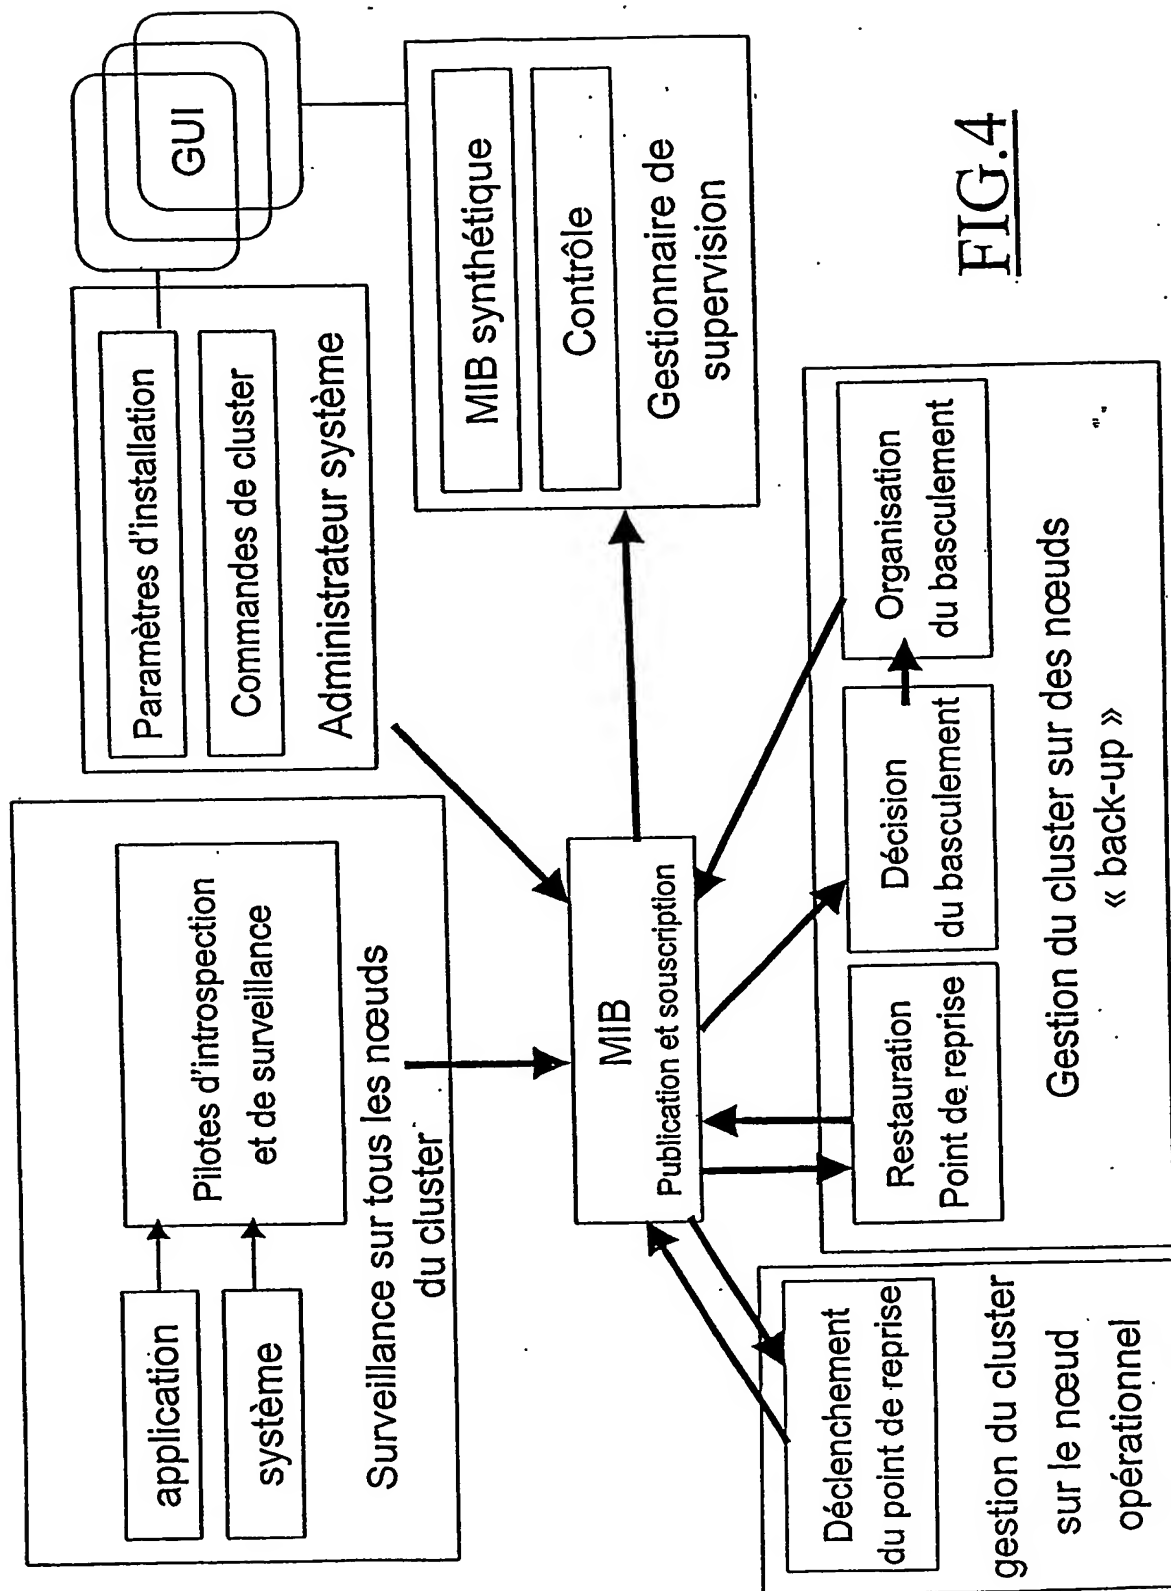 application
système
Pilotes d'introspection
et de surveillance
Surveillance sur tous les nœuds
du cluster
Paramètres d'installation
Commandes de cluster
Administrateur système
GUI
MIB synthétique
Contrôle
Gestionnaire de
supervision
MIB
Publication et souscription
Déclenchement
du point de reprise
gestion du cluster
sur le nœud
opérationnel
Restauration
Point de reprise
Décision
du basculement
Organisation
du basculement
Gestion du cluster sur des nœuds
« back-up »
FIG.4